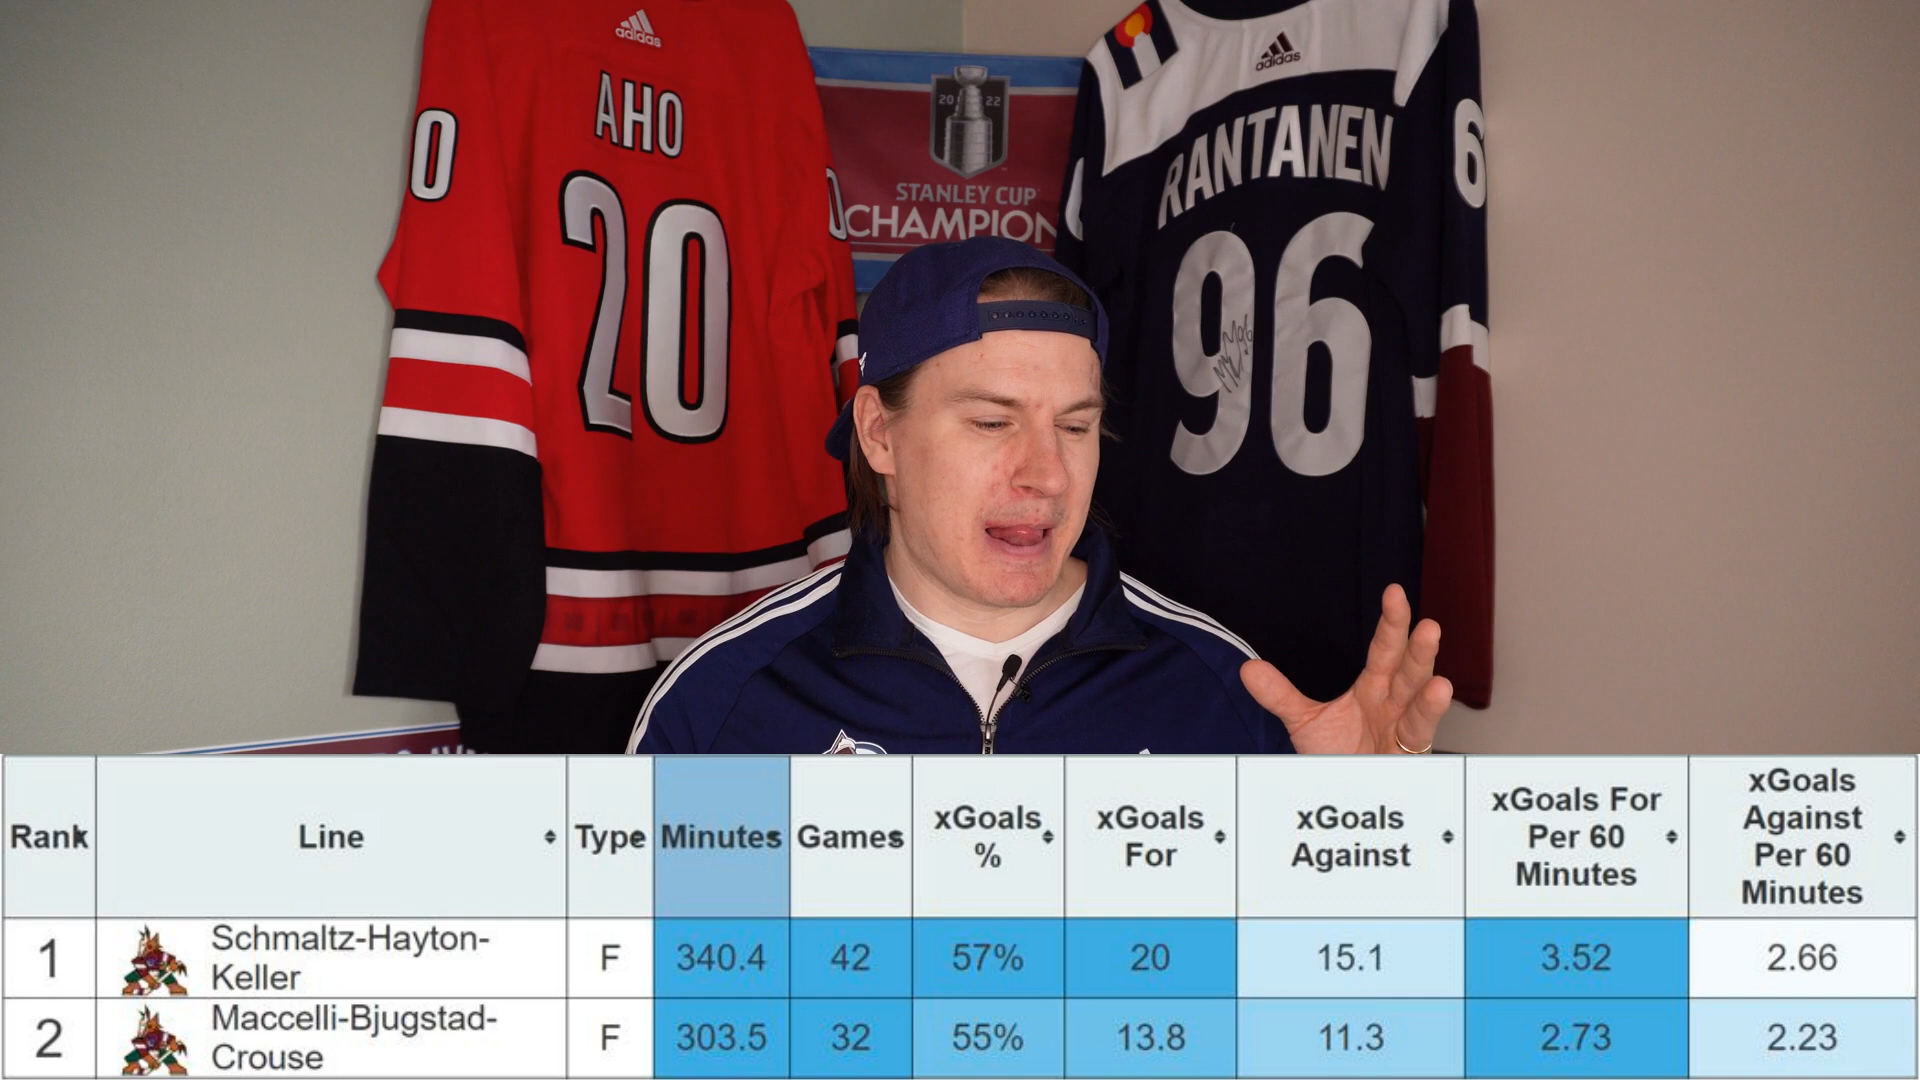 adidas
adidas
AHO
20
0
0
2022
STANLEY CUP
CHAMPION
RANTANEN
96
6
Rank Line Type Minutes Games xGoals % xGoals For xGoals Against xGoals For Per 60 Minutes xGoals Against Per 60 Minutes
1 Schmaltz-Hayton-Keller F 340.4 42 57% 20 15.1 3.52 2.66
2 Maccelli-Bjugstad-Crouse F 303.5 32 55% 13.8 11.3 2.73 2.23